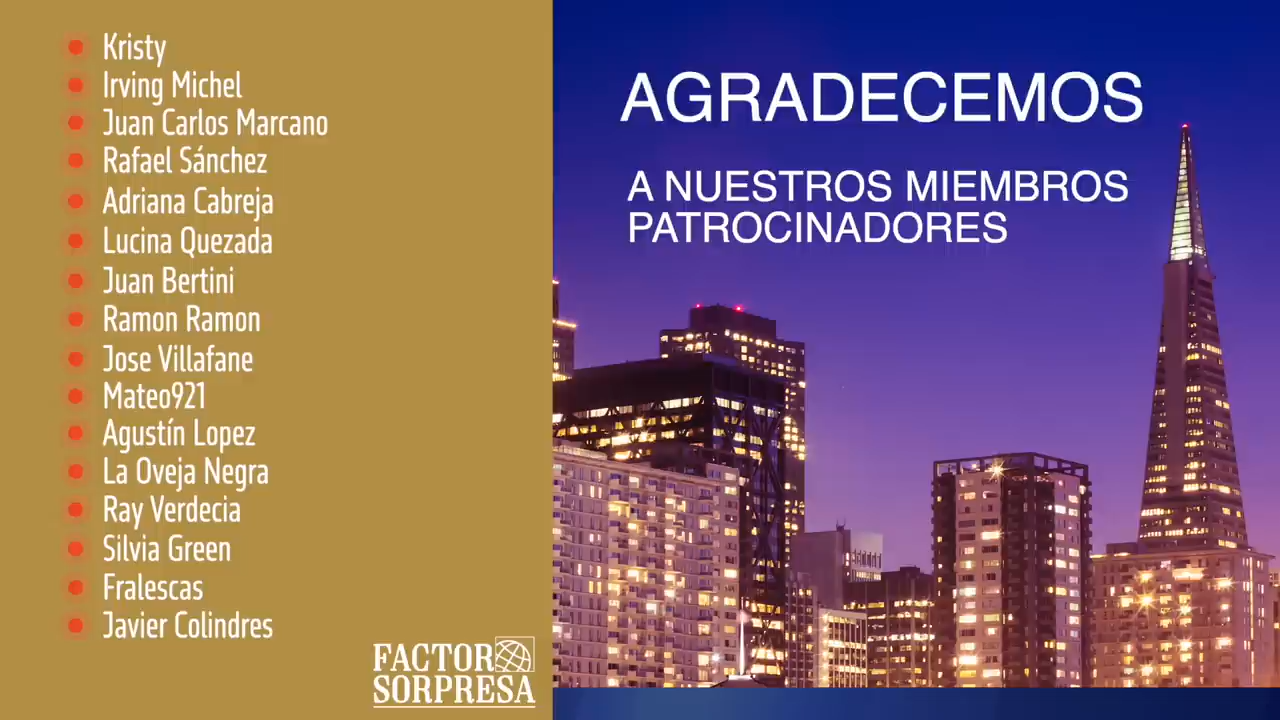 Kristy
Irving Michel
Juan Carlos Marcano
Rafael Sánchez
Adriana Cabreja
Lucina Quezada
Juan Bertini
Ramon Ramon
Jose Villafane
Mateo921
Agustín Lopez
La Oveja Negra
Ray Verdecia
Silvia Green
Fralescas
Javier Colindres
FACTOR
SORPRESA
AGRADECEMOS
A NUESTROS MIEMBROS
PATROCINADORES